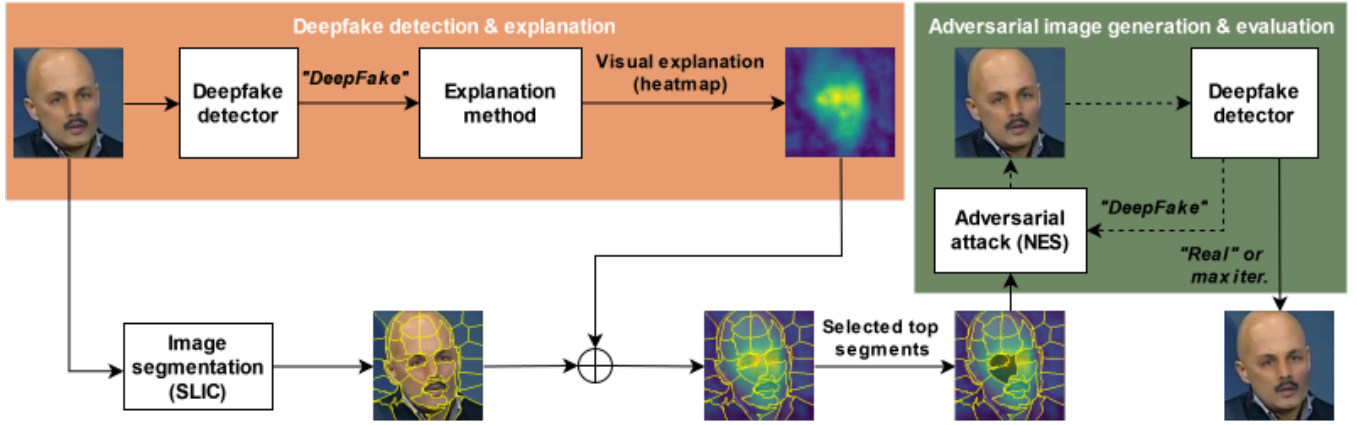 Deepfake detection & explanation
Deepfake
detector
"DeepFake"
Explanation
method
Visual explanation
(heatmap)
Adversarial image generation & evaluation
Deepfake
detector
Adversarial
attack (NES)
"DeepFake"
"Real" or
max iter.
Image
segmentation
(SLIC)
Selected top
segments